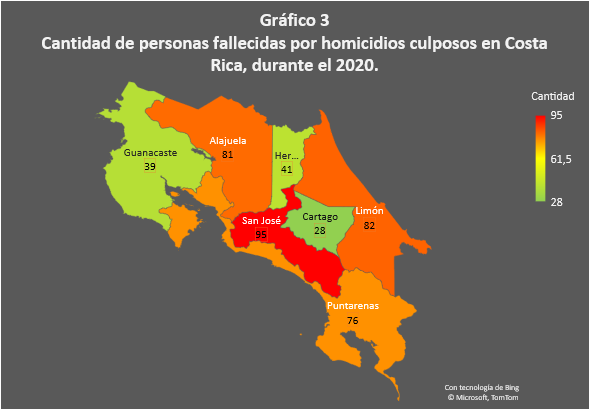 Gráfico 3
Cantidad de personas fallecidas por homicidios culposos en Costa
Rica, durante el 2020.
Cantidad
95
61,5
28
Alajuela
81
Guanacaste
39
Her...
41
San José
95
Cartago
28
Limón
82
Puntarenas
76
Con tecnología de Bing
© Microsoft, TomTom